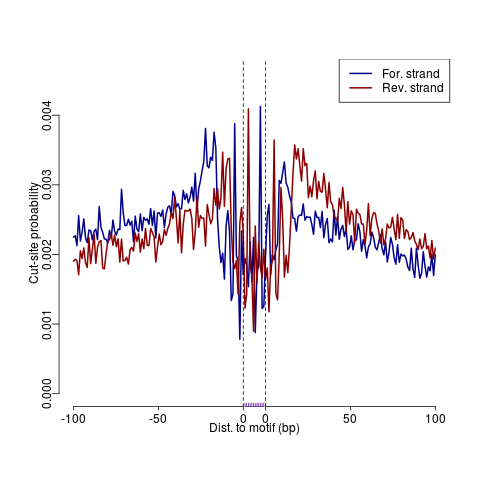 For. strand
Rev. strand
0.004
0.003
0.002
0.001
0.000
Cut-site probability
-100 -50 0 0 50 100
Dist. to motif (bp)